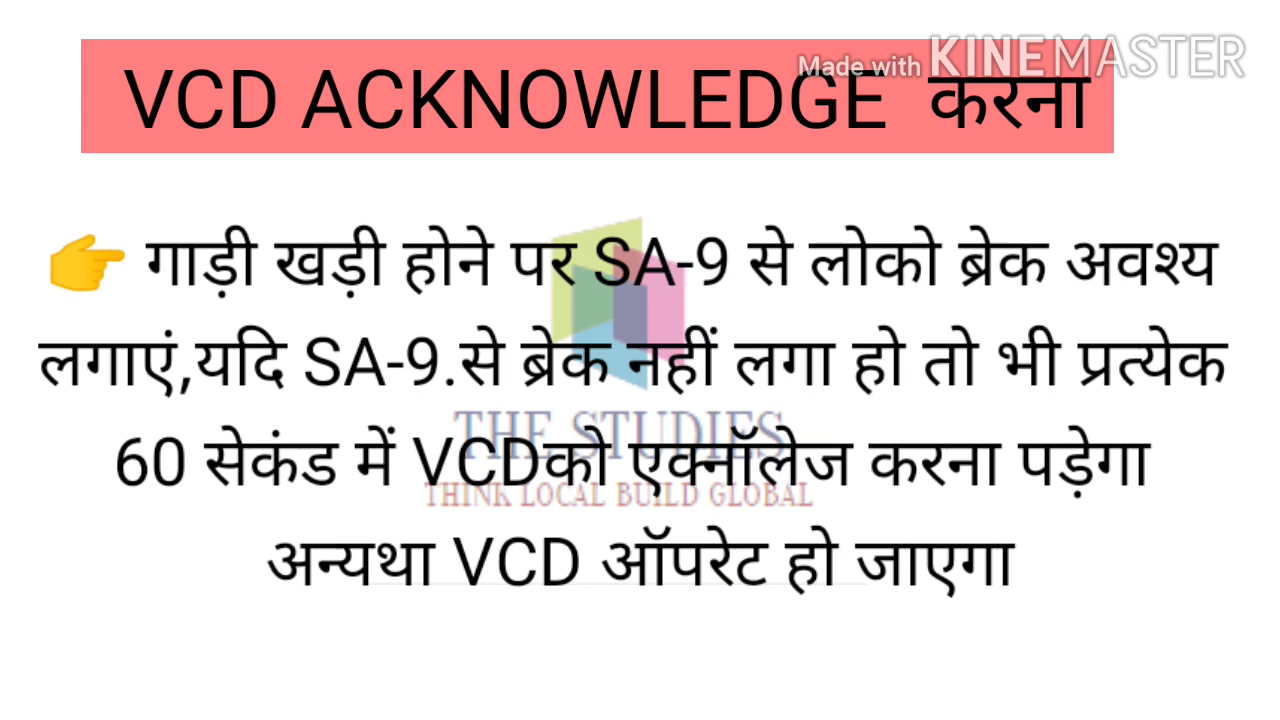 Made with KINEMASTER
VCD ACKNOWLEDGE करना
👉 गाड़ी खड़ी होने पर SA-9 से लोको ब्रेक अवश्य
लगाएं,यदि SA-9.से ब्रेक नहीं लगा हो तो भी प्रत्येक
60 सेकंड में VCDको एक्नॉलेज करना पड़ेगा
अन्यथा VCD ऑपरेट हो जाएगा
THE STUDIES
THINK LOCAL BUILD GLOBAL